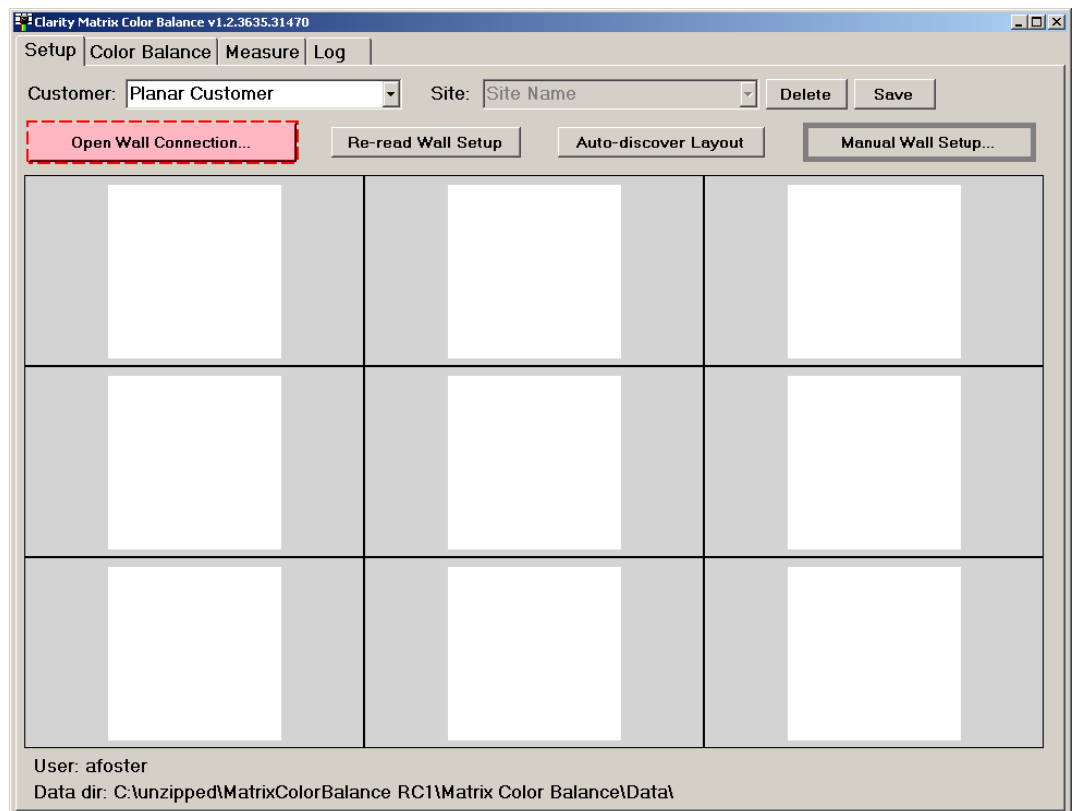 Clarity Matrix Color Balance v1.2.3635.31470
Setup Color Balance Measure Log
Customer: Planar Customer Site: Site Name Delete Save
Open Wall Connection... Re-read Wall Setup Auto-discover Layout Manual Wall Setup...
User: afoster
Data dir: C:\unzipped\MatrixColorBalance RC1\Matrix Color Balance\Data\